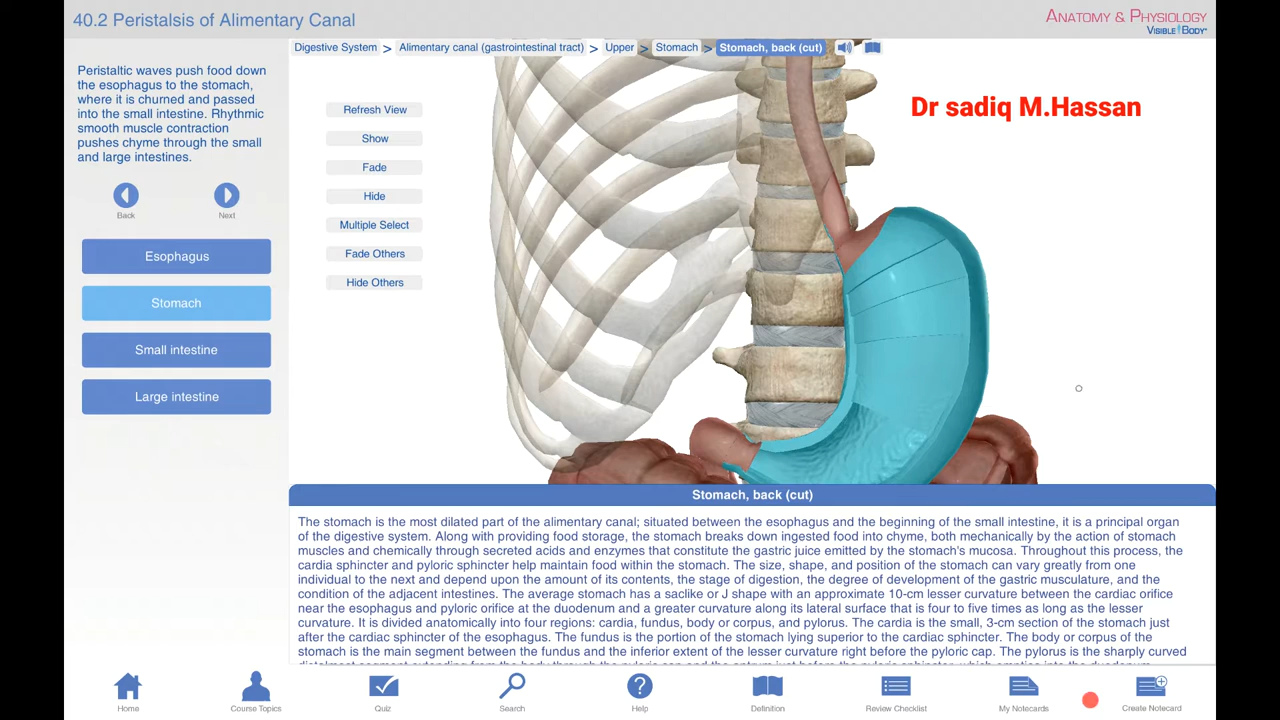 40.2 Peristalsis of Alimentary Canal
ANATOMY & PHYSIOLOGY
VISIBLE BODY®
Digestive System > Alimentary canal (gastrointestinal tract) > Upper > Stomach > Stomach, back (cut)
Peristaltic waves push food down
the esophagus to the stomach,
where it is churned and passed
into the small intestine. Rhythmic
smooth muscle contraction
pushes chyme through the small
and large intestines.
Back
Next
Esophagus
Stomach
Small intestine
Large intestine
Refresh View
Show
Fade
Hide
Multiple Select
Fade Others
Hide Others
Dr sadiq M.Hassan
Stomach, back (cut)
The stomach is the most dilated part of the alimentary canal; situated between the esophagus and the beginning of the small intestine, it is a principal organ
of the digestive system. Along with providing food storage, the stomach breaks down ingested food into chyme, both mechanically by the action of stomach
muscles and chemically through secreted acids and enzymes that constitute the gastric juice emitted by the stomach's mucosa. Throughout this process, the
cardia sphincter and pyloric sphincter help maintain food within the stomach. The size, shape, and position of the stomach can vary greatly from one
individual to the next and depend upon the amount of its contents, the stage of digestion, the degree of development of the gastric musculature, and the
condition of the adjacent intestines. The average stomach has a saclike or J shape with an approximate 10-cm lesser curvature between the cardiac orifice
near the esophagus and pyloric orifice at the duodenum and a greater curvature along its lateral surface that is four to five times as long as the lesser
curvature. It is divided anatomically into four regions: cardia, fundus, body or corpus, and pylorus. The cardia is the small, 3-cm section of the stomach just
after the cardiac sphincter of the esophagus. The fundus is the portion of the stomach lying superior to the cardiac sphincter. The body or corpus of the
stomach is the main segment between the fundus and the inferior extent of the lesser curvature right before the pyloric cap. The pylorus is the sharply curved
Home
Course Topics
Quiz
Search
Help
Definition
Review Checklist
My Notecards
Create Notecard